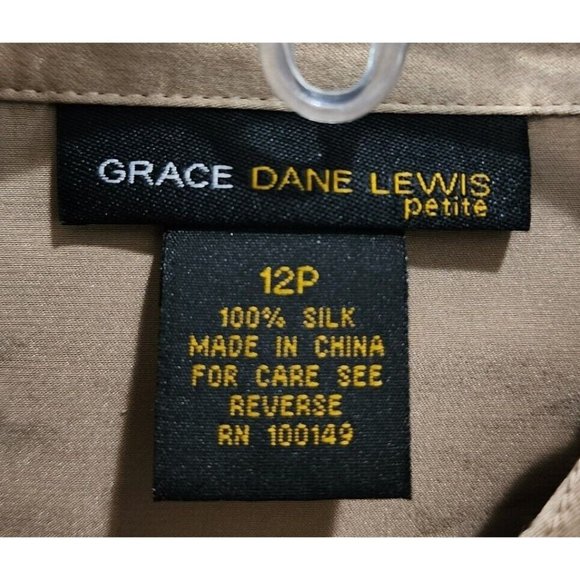 GRACE DANE LEWIS
petite
12P
100% SILK
MADE IN CHINA
FOR CARE SEE
REVERSE
RN 100149